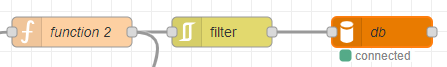 function 2
filter
db
connected